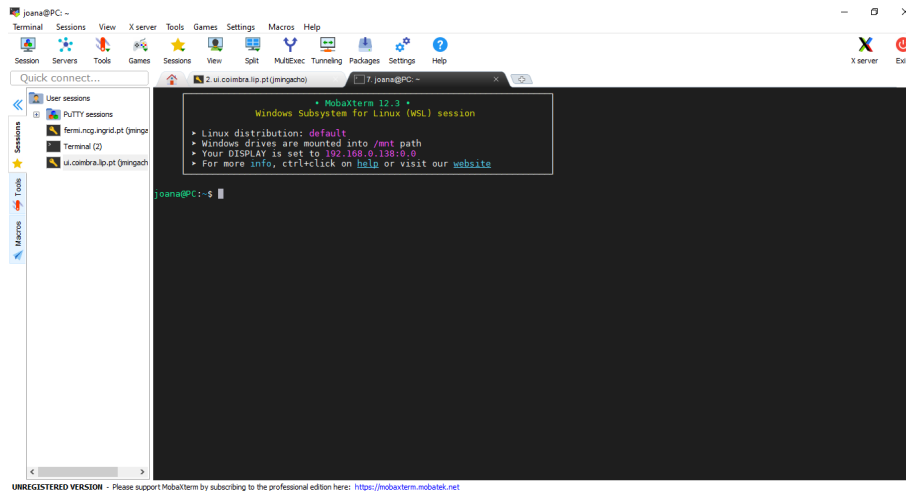 joana@PC: ~
Terminal Sessions View X server Tools Games Settings Macros Help
Session Servers Tools Games Sessions View Split MultiExec Tunneling Packages Settings Help X server Exi
Quick connect...
2. ui.coimbra.lip.pt (jmingacho)
7. joana@PC: ~
User sessions
PuTTY sessions
fermi.ncg.ingrid.pt (jminga
Terminal (2)
ui.coimbra.lip.pt (jmingach
Sessions
Tools
Macros
• MobaXterm 12.3 •
Windows Subsystem for Linux (WSL) session
➤ Linux distribution: default
➤ Windows drives are mounted into /mnt path
➤ Your DISPLAY is set to 192.168.0.138:0.0
➤ For more info, ctrl+click on help or visit our website
joana@PC:~$
UNREGISTERED VERSION - Please support MobaXterm by subscribing to the professional edition here: https://mobaxterm.mobatek.net